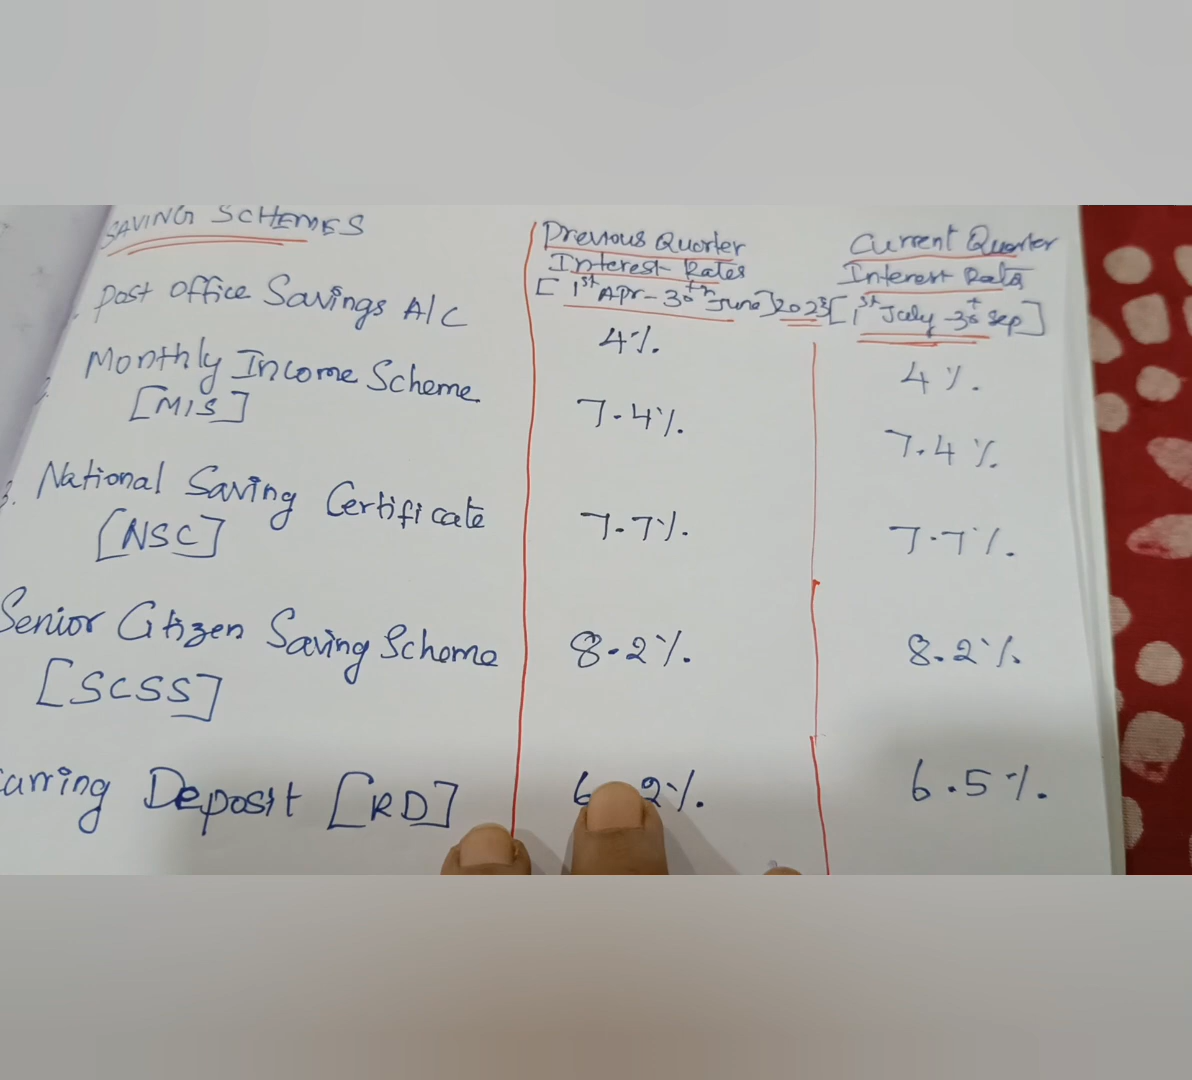 SAVING SCHEMES
Previous Quarter
Interest Rates
[1st Apr - 30th June] 2023
Current Quarter
Interest Rates
[1st July - 30t Sep]
Post Office Savings A/C
4%.
4%.
Monthly Income Scheme
[MIS]
7.4%.
7.4%.
3. National Saving Certificate
[NSC]
7.7%.
7.7%.
Senior Citizen Saving Scheme
[SCSS]
8.2%.
8.2%.
Deposit [RD]
6.5%.